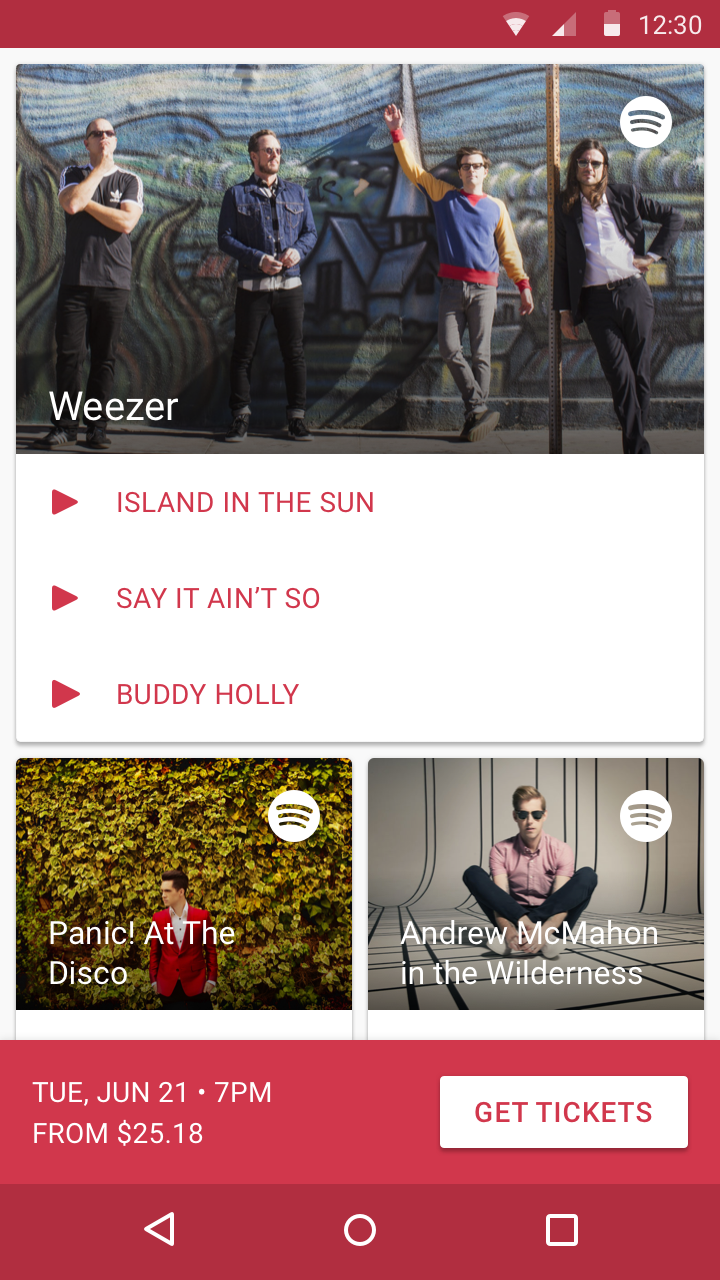 12:30
Weezer
ISLAND IN THE SUN
SAY IT AIN’T SO
BUDDY HOLLY
Panic! At The
Disco
Andrew McMahon
in the Wilderness
TUE, JUN 21 • 7PM
FROM $25.18
GET TICKETS